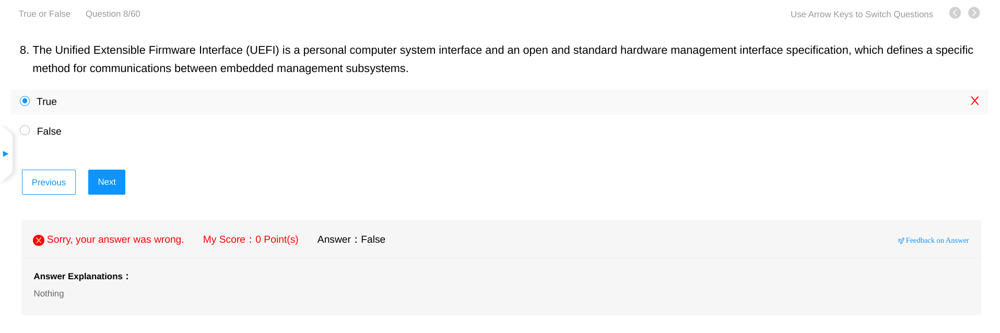 True or False Question 8/60 Use Arrow Keys to Switch Questions
8. The Unified Extensible Firmware Interface (UEFI) is a personal computer system interface and an open and standard hardware management interface specification, which defines a specific
method for communications between embedded management subsystems.
True
False
Previous Next
Sorry, your answer was wrong. My Score：0 Point(s) Answer：False Feedback on Answer
Answer Explanations：
Nothing